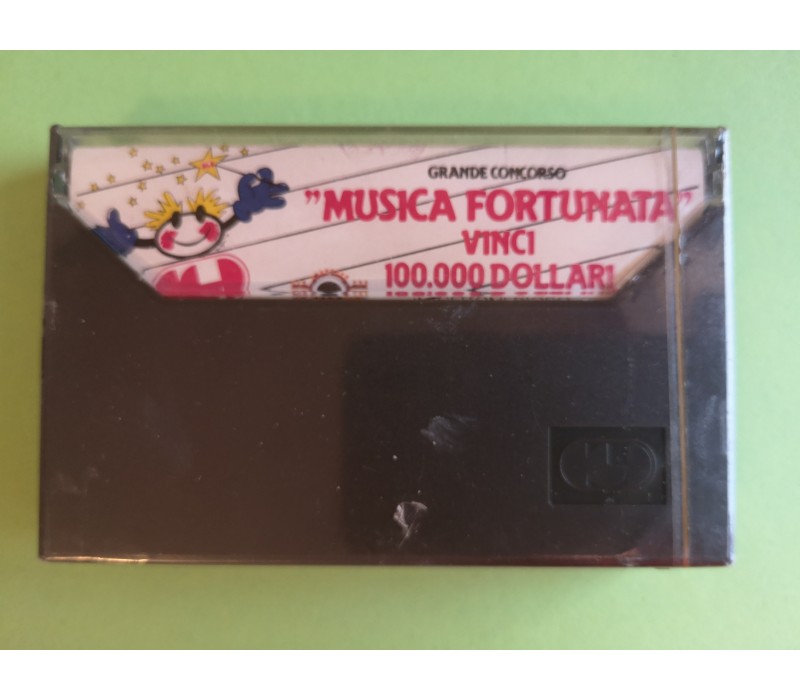 GRANDE CONCORSO
"MUSICA FORTUNATA"
VINCI
100.000 DOLLARI